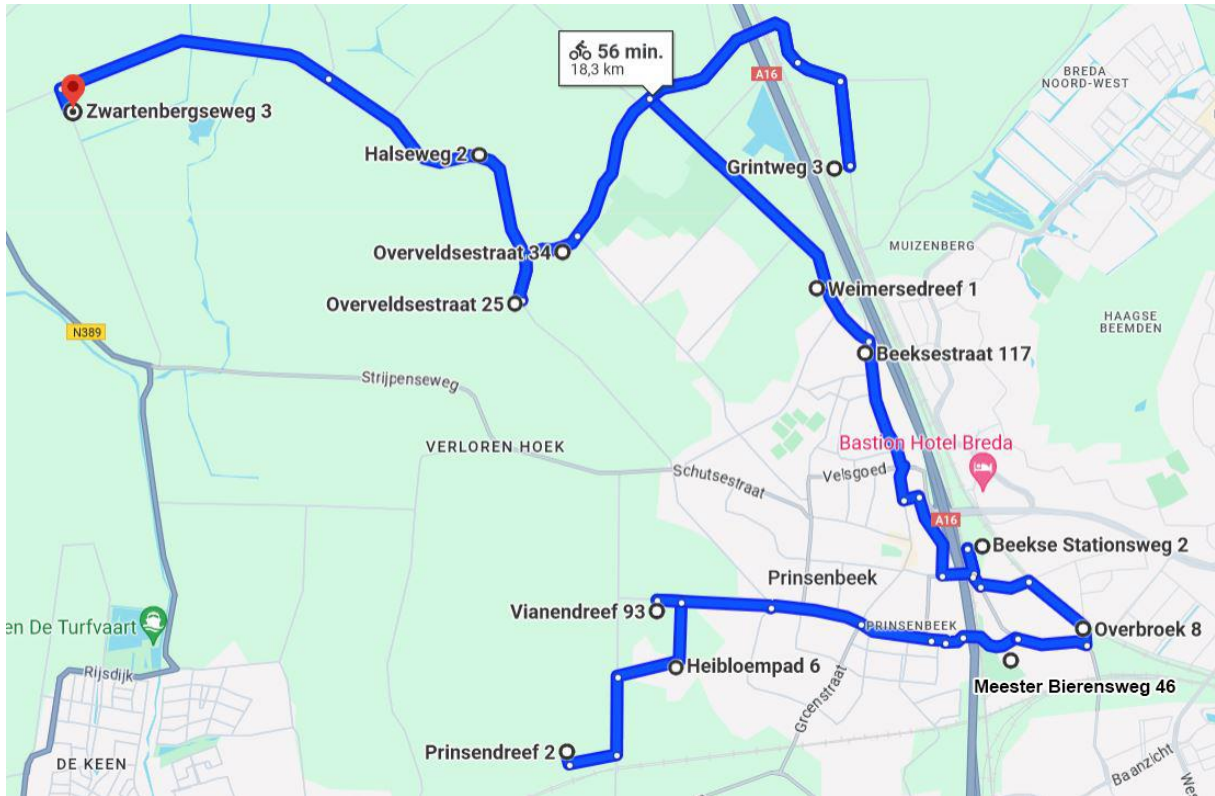 56 min.
18,3 km
A16
BREDA
NOORD-WEST
Zwartenbergseweg 3
Halseweg 2
Grintweg 3
MUIZENBERG
Overveldsestraat 34
Overveldsestraat 25
Weimersedreef 1
HAAGSE
BEEMDEN
N389
Beeksestraat 117
Strijpenseweg
VERLOREN HOEK
Bastion Hotel Breda
Schutsestraat
Velsgoed
A16
Beekse Stationsweg 2
Prinsenbeek
Vianendreef 93
PRINSENBEEK
Overbroek 8
en De Turfvaart
Rijsdijk
Heibloempad 6
Meester Bierensweg 46
Groenstraat
Prinsendreef 2
DE KEEN
Baanzicht
We